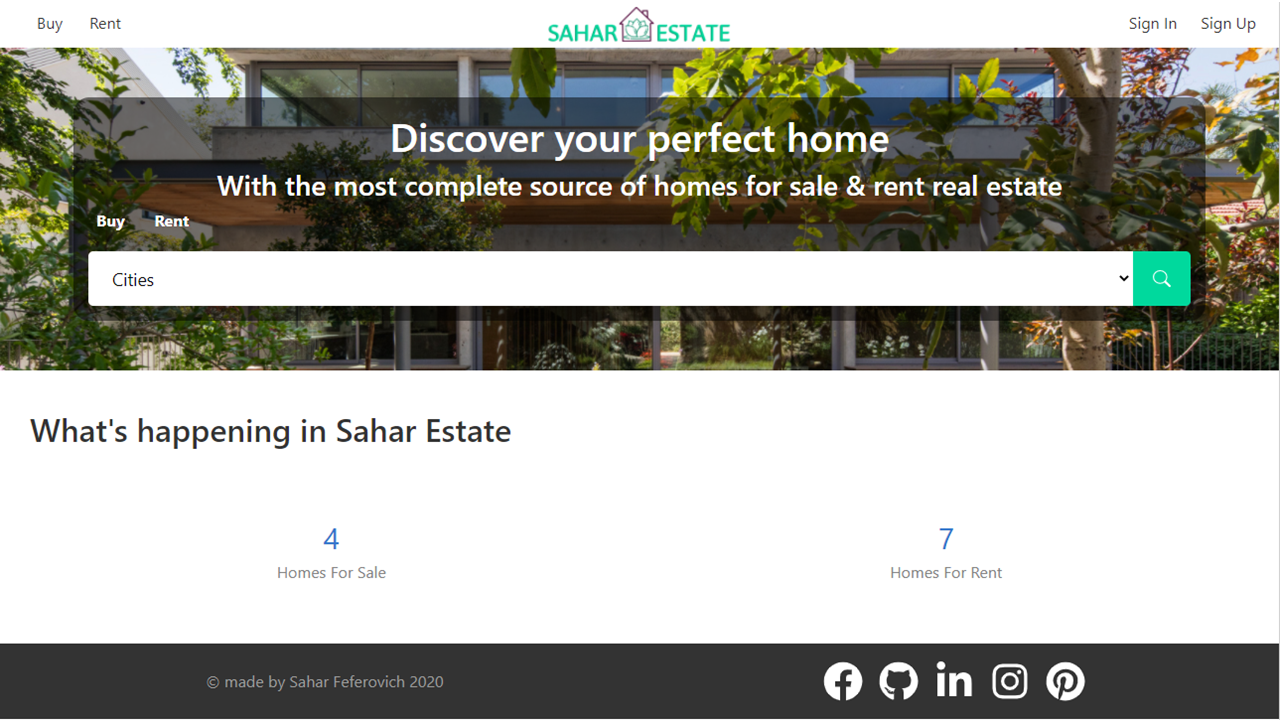 Buy Rent SAHAR ESTATE Sign In Sign Up
Discover your perfect home
With the most complete source of homes for sale & rent real estate
Buy Rent
Cities
What's happening in Sahar Estate
4 7
Homes For Sale Homes For Rent
© made by Sahar Feferovich 2020